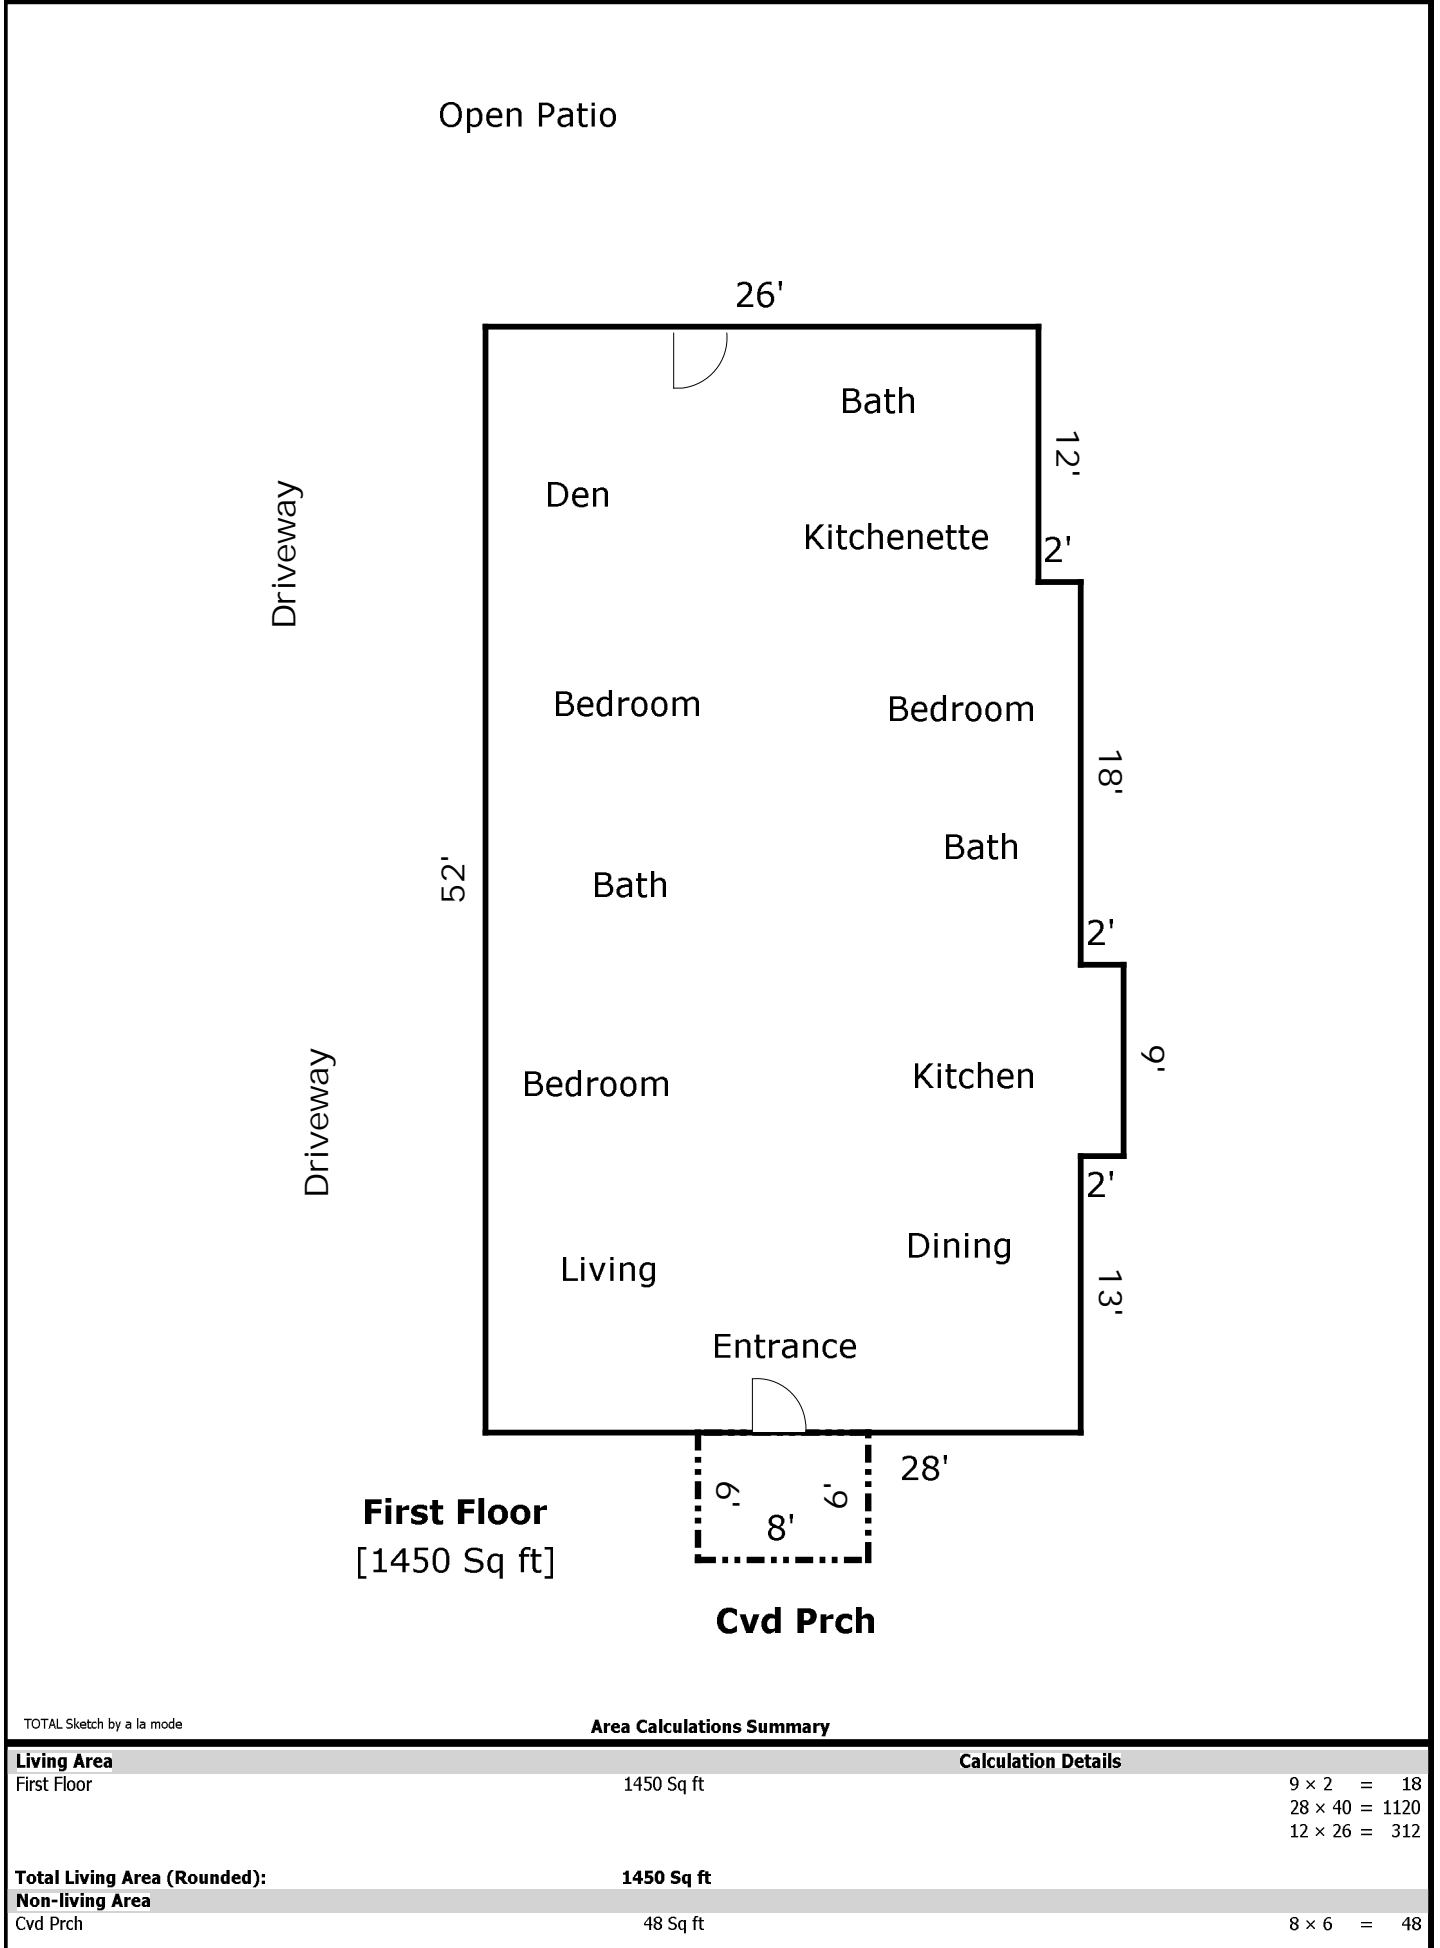 Open Patio
26'
Bath
12'
Den
Driveway
Kitchenette
2'
Bedroom
Bedroom
18'
Bath
52'
Bath
2'
Bedroom
Kitchen
9'
Driveway
2'
Dining
Living
13'
Entrance
28'
6'
6'
8'
First Floor
[1450 Sq ft]
Cvd Prch
TOTAL Sketch by a la mode
Area Calculations Summary
Living Area Calculation Details
First Floor 1450 Sq ft 9 × 2 = 18
28 × 40 = 1120
12 × 26 = 312
Total Living Area (Rounded): 1450 Sq ft
Non-living Area
Cvd Prch 48 Sq ft 8 × 6 = 48